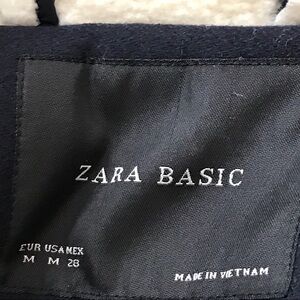 ZARA BASIC
EUR USA MEX
M M 28
MADE IN VIETNAM